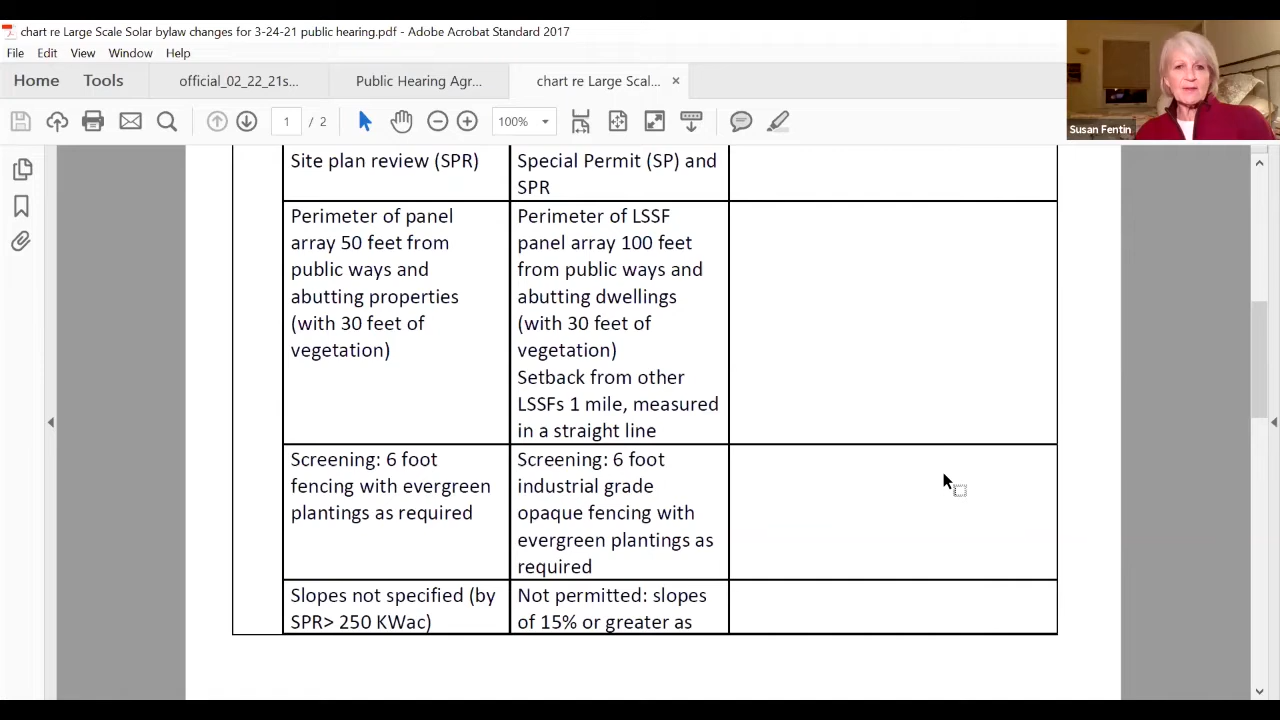 chart re Large Scale Solar bylaw changes for 3-24-21 public hearing.pdf - Adobe Acrobat Standard 2017
File Edit View Window Help
Home Tools official_02_22_21s... Public Hearing Agr... chart re Large Scal... ×
1 / 2 100%
Susan Fentin
Site plan review (SPR)
Special Permit (SP) and
SPR
Perimeter of panel
array 50 feet from
public ways and
abutting properties
(with 30 feet of
vegetation)
Perimeter of LSSF
panel array 100 feet
from public ways and
abutting dwellings
(with 30 feet of
vegetation)
Setback from other
LSSFs 1 mile, measured
in a straight line
Screening: 6 foot
fencing with evergreen
plantings as required
Screening: 6 foot
industrial grade
opaque fencing with
evergreen plantings as
required
Slopes not specified (by
SPR> 250 KWac)
Not permitted: slopes
of 15% or greater as